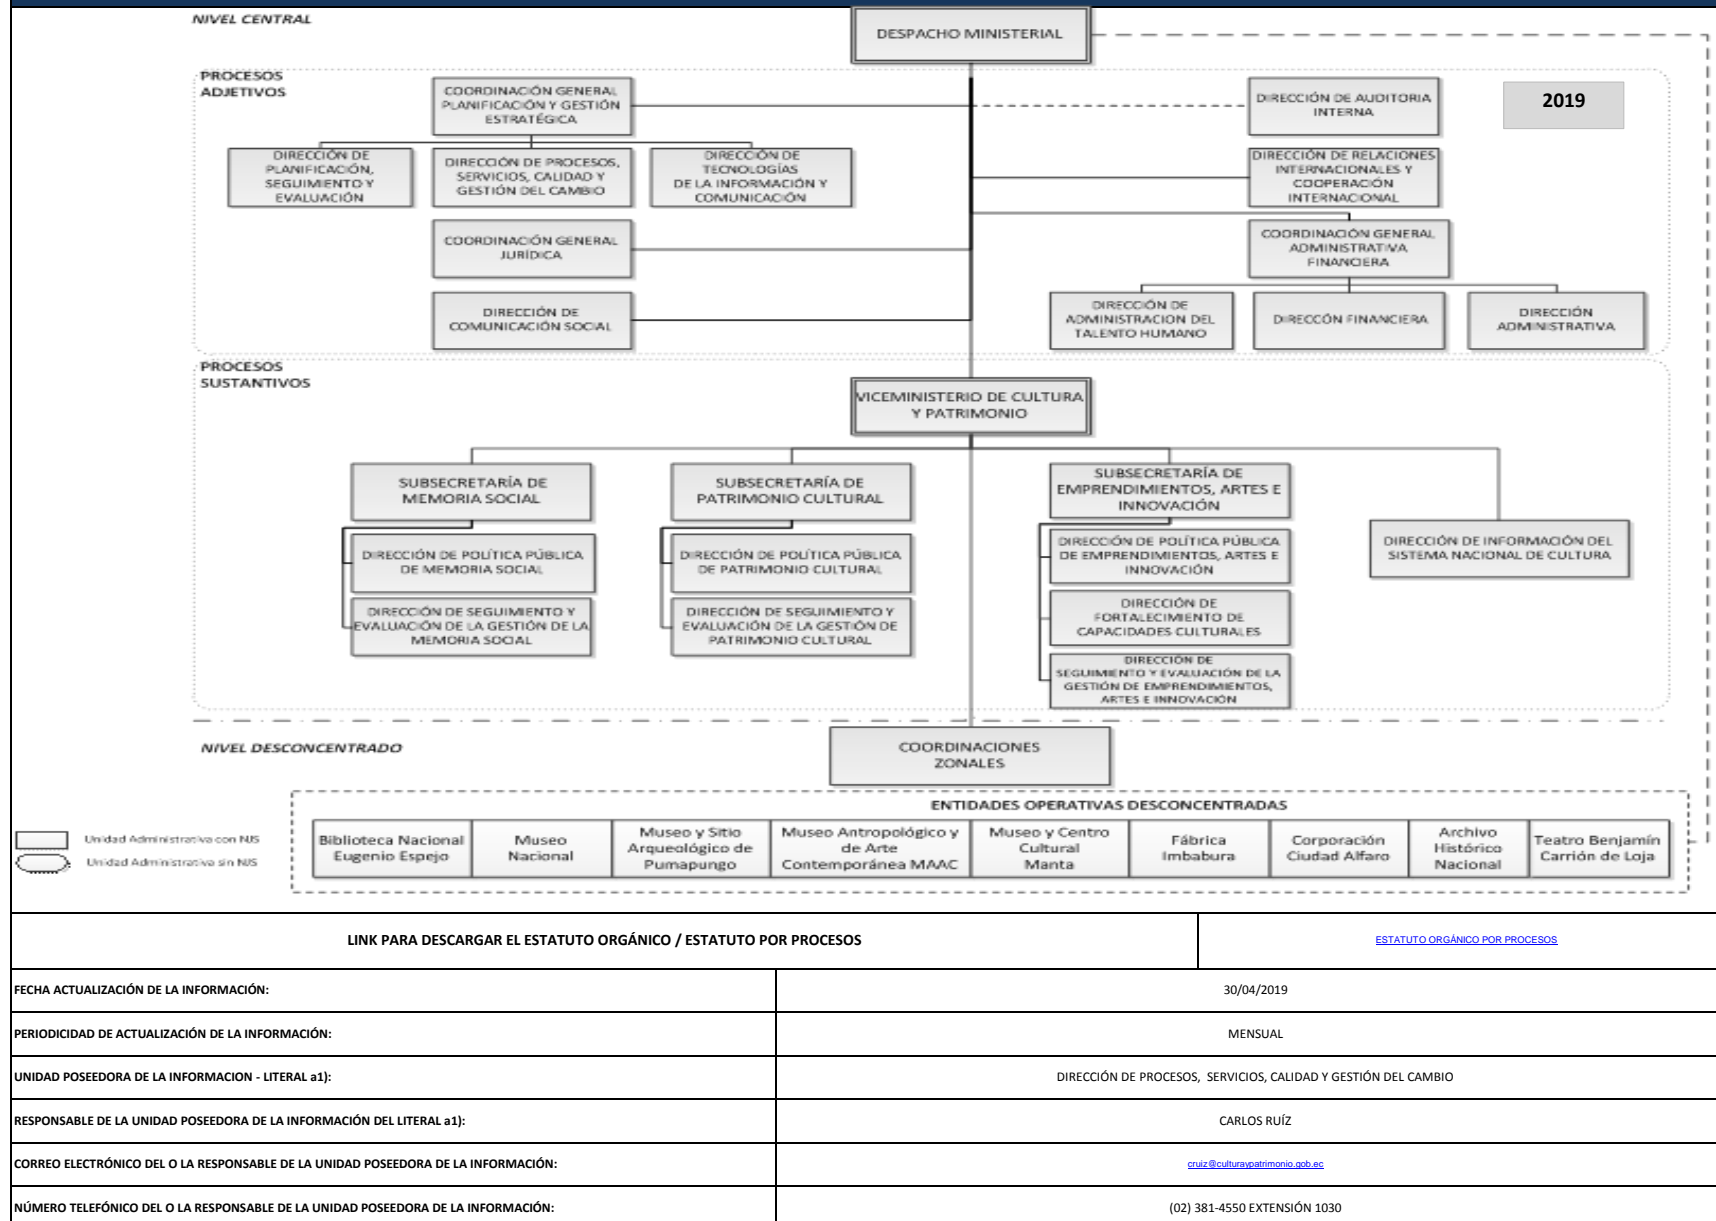 NIVEL CENTRAL
DESPACHO MINISTERIAL
PROCESOS
ADJETIVOS
COORDINACIÓN GENERAL
PLANIFICACIÓN Y GESTIÓN
ESTRATÉGICA
DIRECCIÓN DE AUDITORIA
INTERNA
2019
DIRECCIÓN DE
PLANIFICACIÓN,
SEGUIMIENTO Y
EVALUACIÓN
DIRECCIÓN DE PROCESOS,
SERVICIOS, CALIDAD Y
GESTIÓN DEL CAMBIO
DIRECCIÓN DE
TECNOLOGÍAS
DE LA INFORMACIÓN Y
COMUNICACIÓN
DIRECCIÓN DE RELACIONES
INTERNACIONALES Y
COOPERACIÓN
INTERNACIONAL
COORDINACIÓN GENERAL
JURÍDICA
COORDINACIÓN GENERAL
ADMINISTRATIVA
FINANCIERA
DIRECCIÓN DE
COMUNICACIÓN SOCIAL
DIRECCIÓN DE
ADMINISTRACION DEL
TALENTO HUMANO
DIRECCÓN FINANCIERA
DIRECCIÓN
ADMINISTRATIVA
PROCESOS
SUSTANTIVOS
VICEMINISTERIO DE CULTURA
Y PATRIMONIO
SUBSECRETARÍA DE
MEMORIA SOCIAL
SUBSECRETARÍA DE
PATRIMONIO CULTURAL
SUBSECRETARÍA DE
EMPRENDIMIENTOS, ARTES E
INNOVACIÓN
DIRECCIÓN DE POLÍTICA PÚBLICA
DE MEMORIA SOCIAL
DIRECCIÓN DE POLÍTICA PÚBLICA
DE PATRIMONIO CULTURAL
DIRECCIÓN DE POLÍTICA PÚBLICA
DE EMPRENDIMIENTOS, ARTES E
INNOVACIÓN
DIRECCIÓN DE INFORMACIÓN DEL
SISTEMA NACIONAL DE CULTURA
DIRECCIÓN DE SEGUIMIENTO Y
EVALUACIÓN DE LA GESTIÓN DE LA
MEMORIA SOCIAL
DIRECCIÓN DE SEGUIMIENTO Y
EVALUACIÓN DE LA GESTIÓN DE
PATRIMONIO CULTURAL
DIRECCIÓN DE
FORTALECIMIENTO DE
CAPACIDADES CULTURALES
DIRECCIÓN DE
SEGUIMIENTO Y EVALUACIÓN DE LA
GESTIÓN DE EMPRENDIMIENTOS,
ARTES E INNOVACIÓN
NIVEL DESCONCENTRADO
COORDINACIONES
ZONALES
ENTIDADES OPERATIVAS DESCONCENTRADAS
Unidad Administrativa con NJS
Unidad Administrativa sin NJS
Biblioteca Nacional
Eugenio Espejo
Museo
Nacional
Museo y Sitio
Arqueológico de
Pumapungo
Museo Antropológico y
de Arte
Contemporánea MAAC
Museo y Centro
Cultural
Manta
Fábrica
Imbabura
Corporación
Ciudad Alfaro
Archivo
Histórico
Nacional
Teatro Benjamín
Carrión de Loja
LINK PARA DESCARGAR EL ESTATUTO ORGÁNICO / ESTATUTO POR PROCESOS
ESTATUTO ORGÁNICO POR PROCESOS
FECHA ACTUALIZACIÓN DE LA INFORMACIÓN:
30/04/2019
PERIODICIDAD DE ACTUALIZACIÓN DE LA INFORMACIÓN:
MENSUAL
UNIDAD POSEEDORA DE LA INFORMACION - LITERAL a1):
DIRECCIÓN DE PROCESOS, SERVICIOS, CALIDAD Y GESTIÓN DEL CAMBIO
RESPONSABLE DE LA UNIDAD POSEEDORA DE LA INFORMACIÓN DEL LITERAL a1):
CARLOS RUÍZ
CORREO ELECTRÓNICO DEL O LA RESPONSABLE DE LA UNIDAD POSEEDORA DE LA INFORMACIÓN:
cruiz@culturaypatrimonio.gob.ec
NÚMERO TELEFÓNICO DEL O LA RESPONSABLE DE LA UNIDAD POSEEDORA DE LA INFORMACIÓN:
(02) 381-4550 EXTENSIÓN 1030